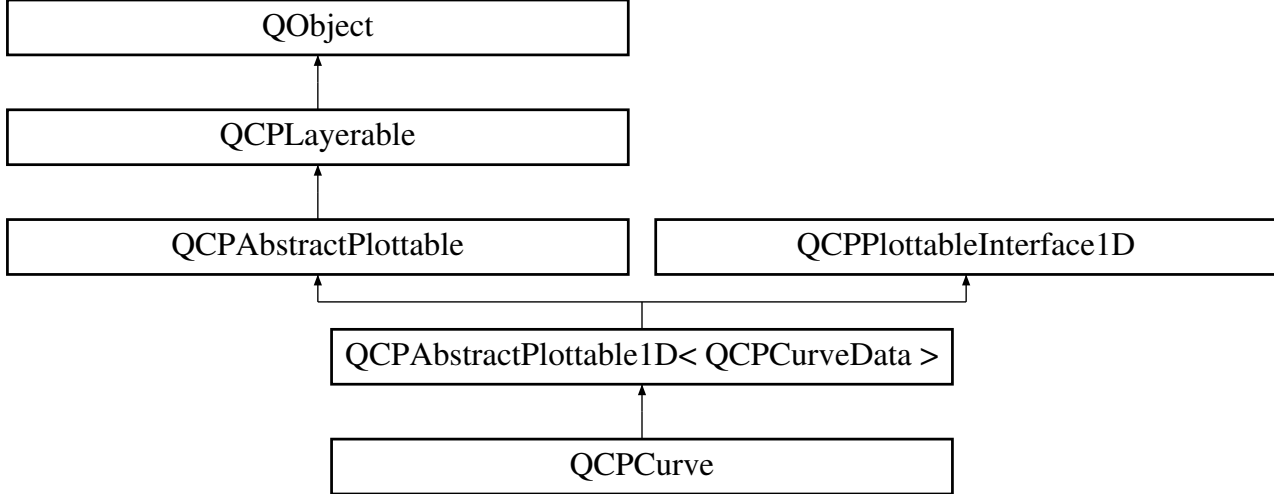 QObject
QCPLayerable
QCPAbstractPlottable
QCPPlottableInterface1D
QCPAbstractPlottable1D< QCPCurveData >
QCPCurve